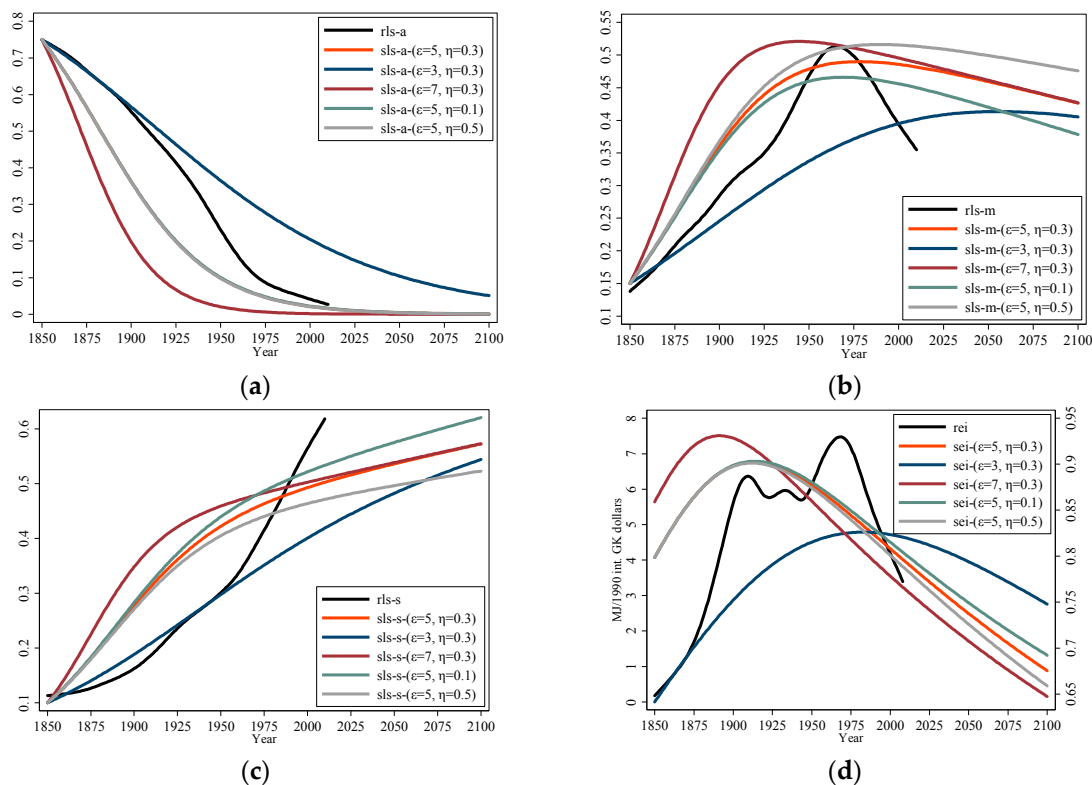 0.8
0.7
0.6
0.5
0.4
0.3
0.2
0.1
0
rls-a
sls-a-(ε=5, η=0.3)
sls-a-(ε=3, η=0.3)
sls-a-(ε=7, η=0.3)
sls-a-(ε=5, η=0.1)
sls-a-(ε=5, η=0.5)
1850 1875 1900 1925 1950 1975 2000 2025 2050 2075 2100
Year
(a)
0.55
0.5
0.45
0.4
0.35
0.3
0.25
0.2
0.15
0.1
rls-m
sls-m-(ε=5, η=0.3)
sls-m-(ε=3, η=0.3)
sls-m-(ε=7, η=0.3)
sls-m-(ε=5, η=0.1)
sls-m-(ε=5, η=0.5)
1850 1875 1900 1925 1950 1975 2000 2025 2050 2075 2100
Year
(b)
0.6
0.5
0.4
0.3
0.2
0.1
rls-s
sls-s-(ε=5, η=0.3)
sls-s-(ε=3, η=0.3)
sls-s-(ε=7, η=0.3)
sls-s-(ε=5, η=0.1)
sls-s-(ε=5, η=0.5)
1850 1875 1900 1925 1950 1975 2000 2025 2050 2075 2100
Year
(c)
MJ/1990 int. GK dollars
8
7
6
5
4
3
2
1
0
rei
sei-(ε=5, η=0.3)
sei-(ε=3, η=0.3)
sei-(ε=7, η=0.3)
sei-(ε=5, η=0.1)
sei-(ε=5, η=0.5)
0.95
0.9
0.85
0.8
0.75
0.7
0.65
1850 1875 1900 1925 1950 1975 2000 2025 2050 2075 2100
Year
(d)